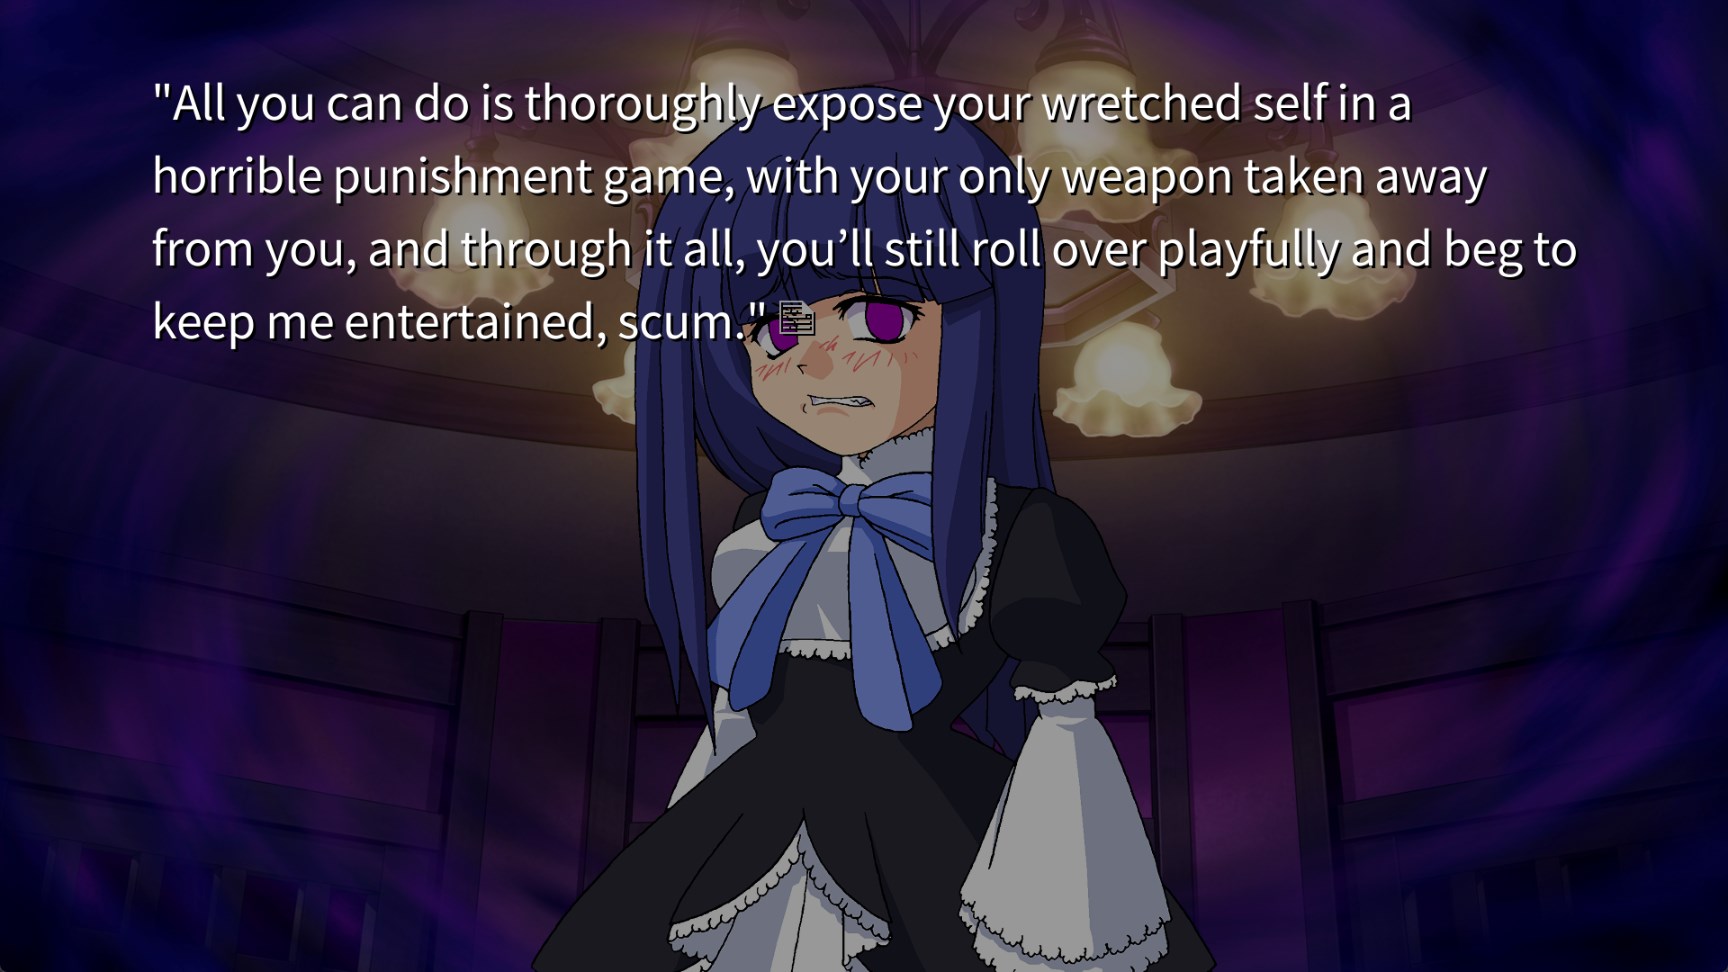 "All you can do is thoroughly expose your wretched self in a
horrible punishment game, with your only weapon taken away
from you, and through it all, you’ll still roll over playfully and beg to
keep me entertained, scum."